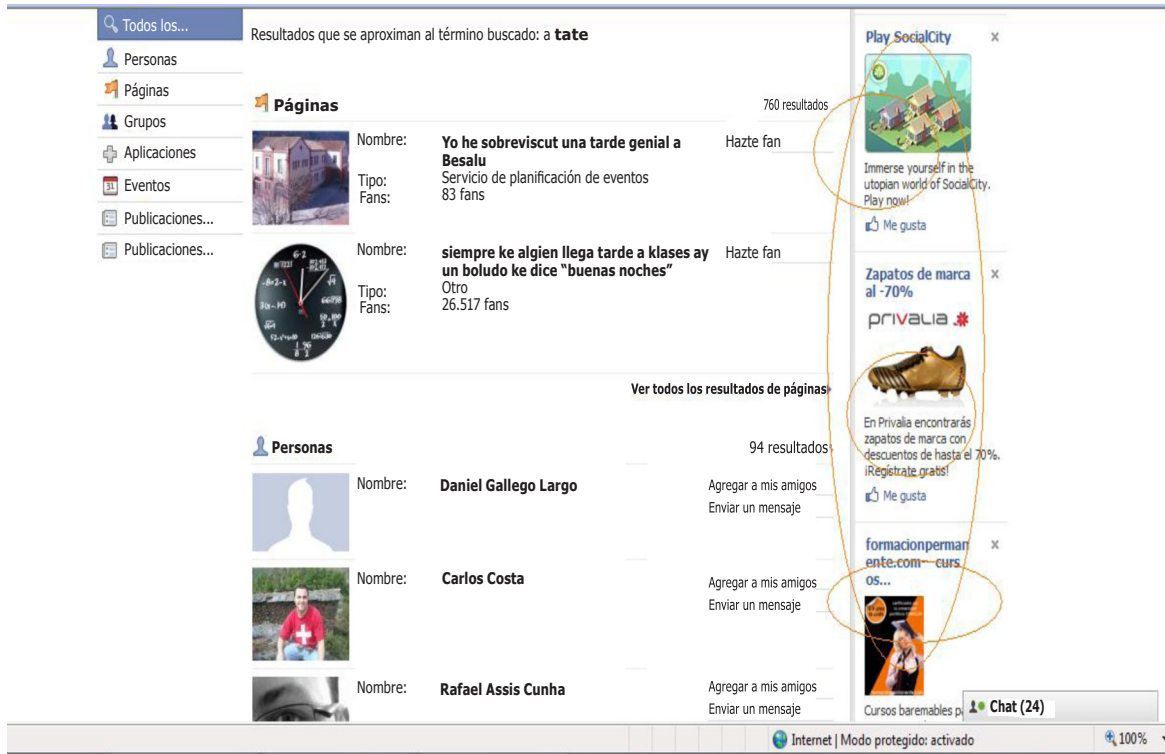 Todos los...
Personas
Páginas
Grupos
Aplicaciones
Eventos
Publicaciones...
Publicaciones...
Resultados que se aproximan al término buscado: a tate
Páginas
760 resultados
Nombre: Yo he sobreviscut una tarde genial a
Besalu
Hazte fan
Tipo: Servicio de planificación de eventos
Fans: 83 fans
Nombre: siempre ke algien llega tarde a klases ay
un boludo ke dice “buenas noches”
Hazte fan
Tipo: Otro
Fans: 26.517 fans
Ver todos los resultados de páginas
Personas
94 resultados
Nombre: Daniel Gallego Largo
Agregar a mis amigos
Enviar un mensaje
Nombre: Carlos Costa
Agregar a mis amigos
Enviar un mensaje
Nombre: Rafael Assis Cunha
Agregar a mis amigos
Enviar un mensaje
Play SocialCity x
Immerse yourself in the
utopian world of SocialCity.
Play now!
Me gusta
Zapatos de marca x
al -70%
PRIVALIA
En Privalia encontrarás
zapatos de marca con
descuentos de hasta el 70%.
¡Regístrate gratis!
Me gusta
formacionperman x
ente.com- curs
os...
Cursos baremables
Chat (24)
Internet | Modo protegido: activado
100%